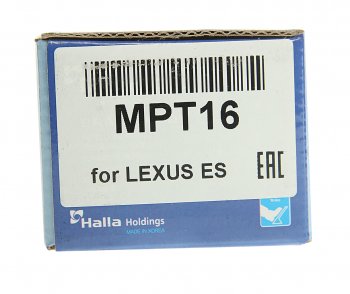 MPT16
for LEXUS ES
EAC
Halla Holdings
MADE IN KOREA